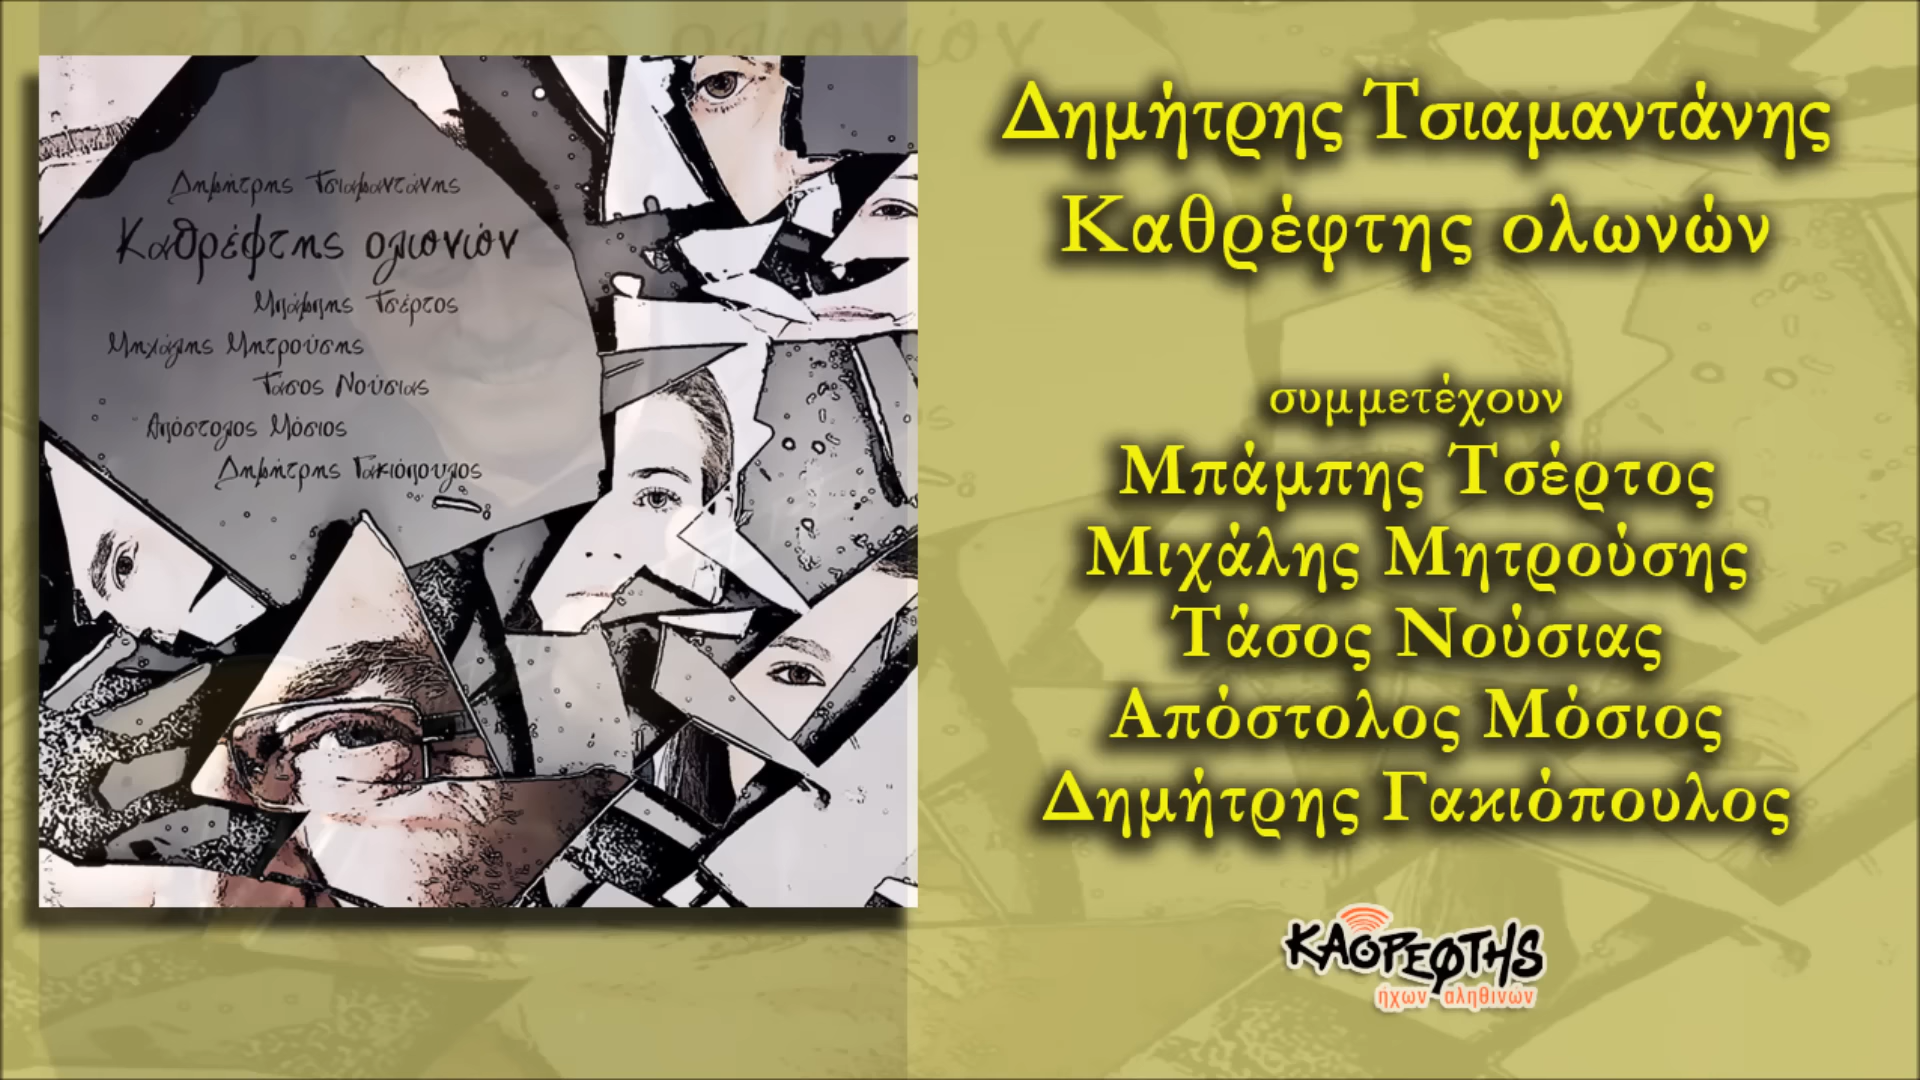 Δημήτρης Τσιαμαντάνης
Καθρέφτης ολωνών
Μπάμπης Τσέρτος
Μιχάλης Μητρούσης
Τάσος Νούσιας
Απόστολος Μόσιος
Δημήτρης Γακιόπουλος
Δημήτρης Τσιαμαντάνης
Καθρέφτης ολωνών
συμμετέχουν
Μπάμπης Τσέρτος
Μιχάλης Μητρούσης
Τάσος Νούσιας
Απόστολος Μόσιος
Δημήτρης Γακιόπουλος
ΚΑΘΡΕΦΤΗS
ήχων αληθινών